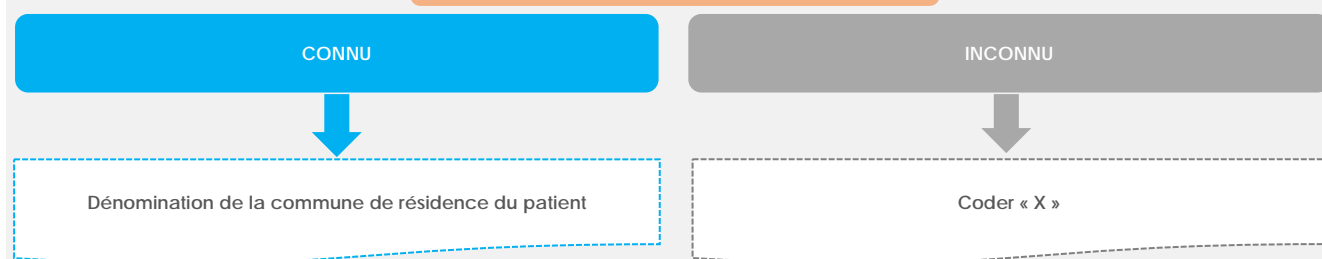 CONNU
INCONNU
Dénomination de la commune de résidence du patient
Coder « X »